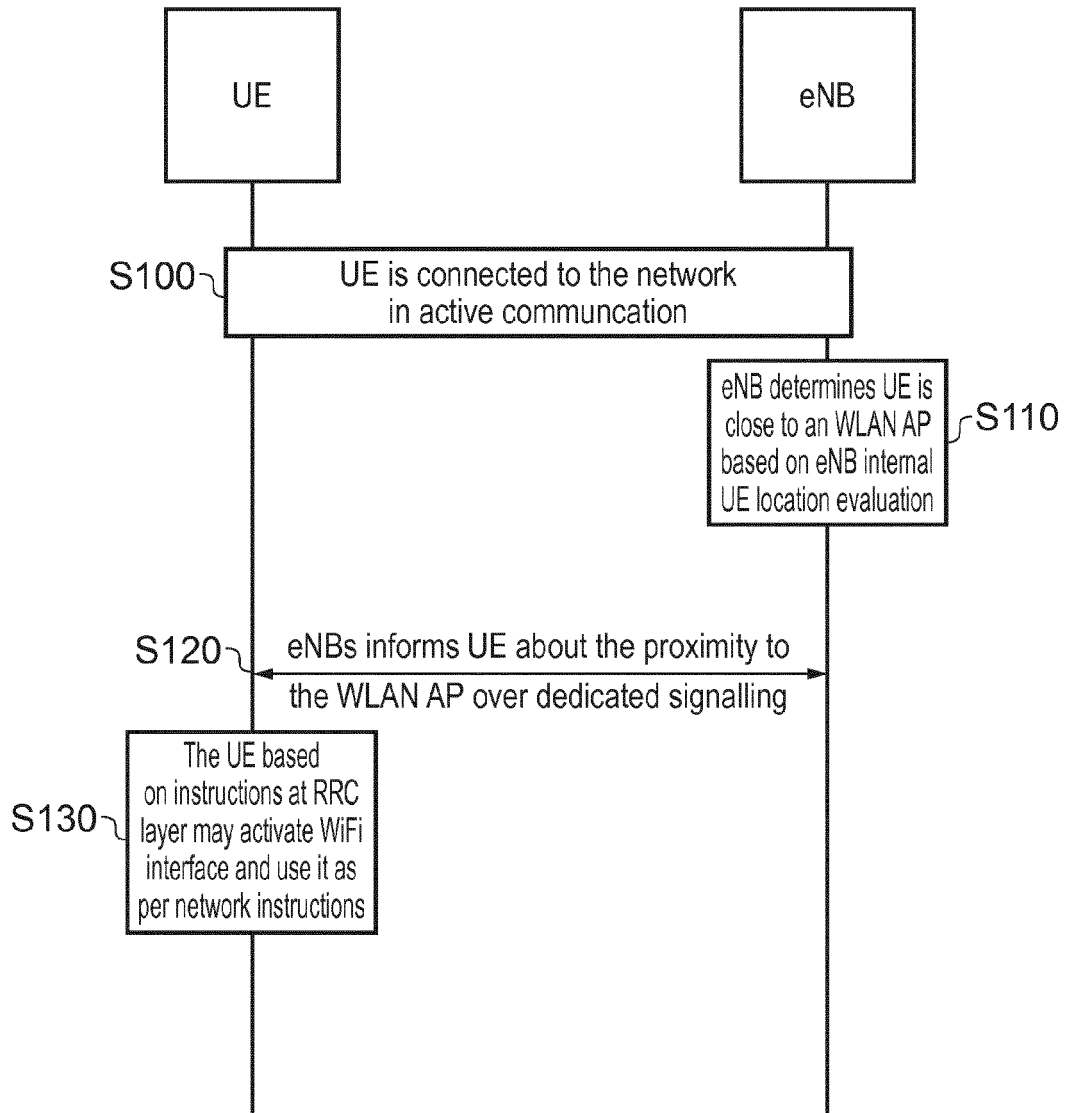 UE
eNB
S100
UE is connected to the network
in active communcation
eNB determines UE is
close to an WLAN AP
based on eNB internal
UE location evaluation
S110
S120
eNBs informs UE about the proximity to
the WLAN AP over dedicated signalling
S130
The UE based
on instructions at RRC
layer may activate WiFi
interface and use it as
per network instructions